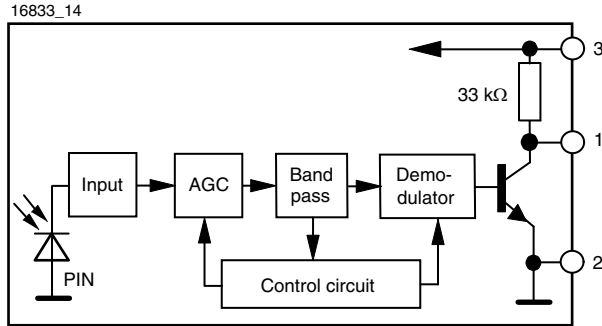 16833_14
3
33 kΩ
1
Input
AGC
Band
pass
Demo-
dulator
PIN
Control circuit
2